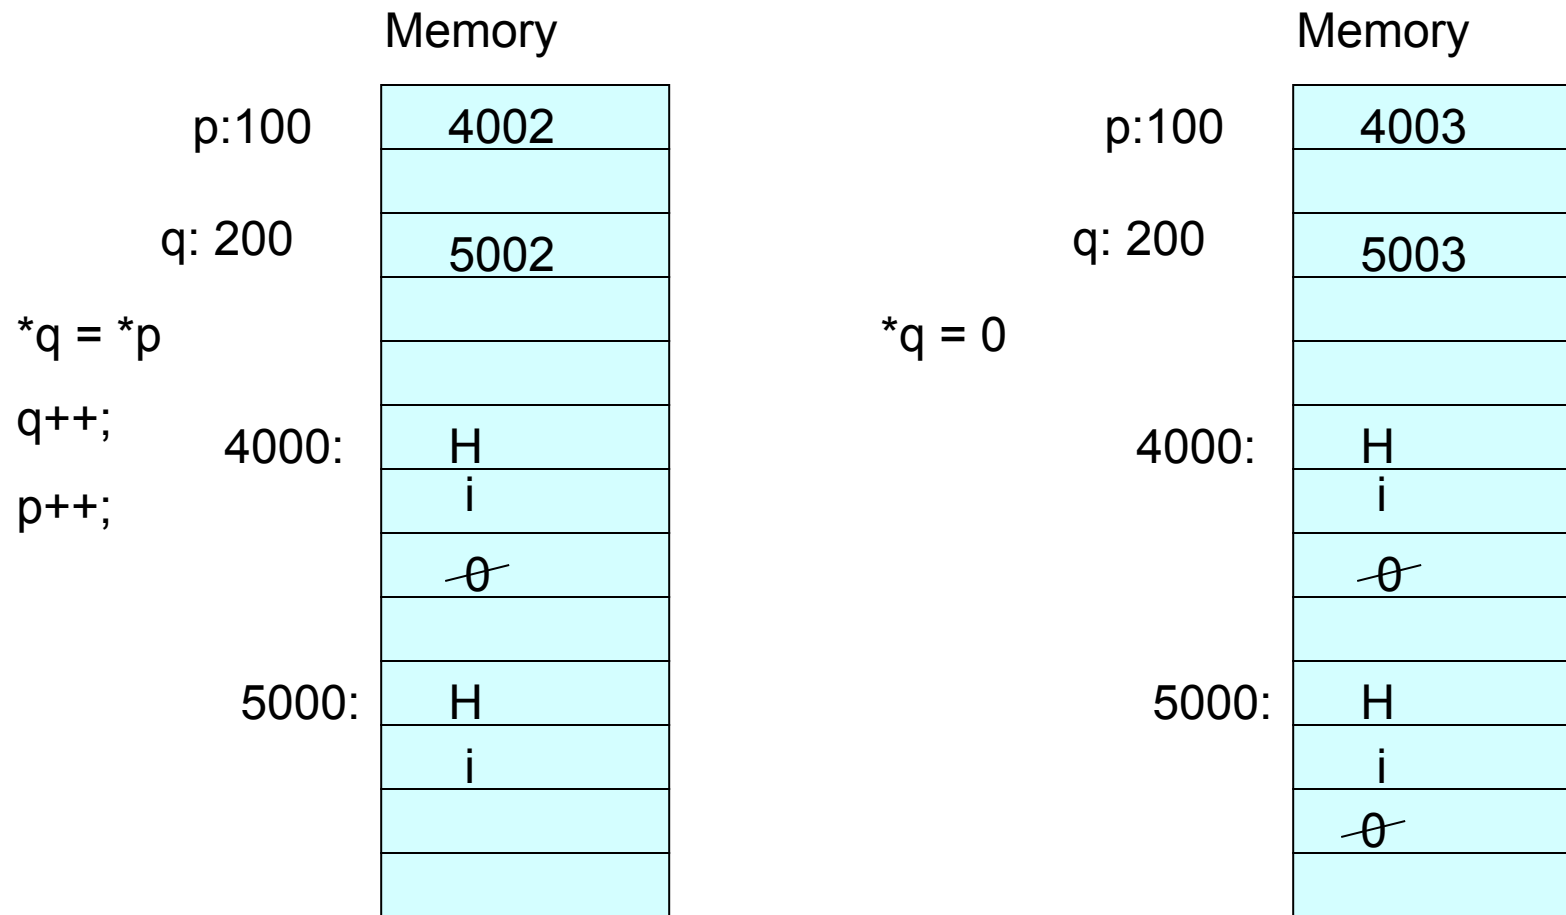 Memory
p:100 4002
q: 200 5002
*q = *p
q++;
4000: H
i
p++;
0
5000: H
i
Memory
p:100 4003
q: 200 5003
*q = 0
4000: H
i
0
5000: H
i
0